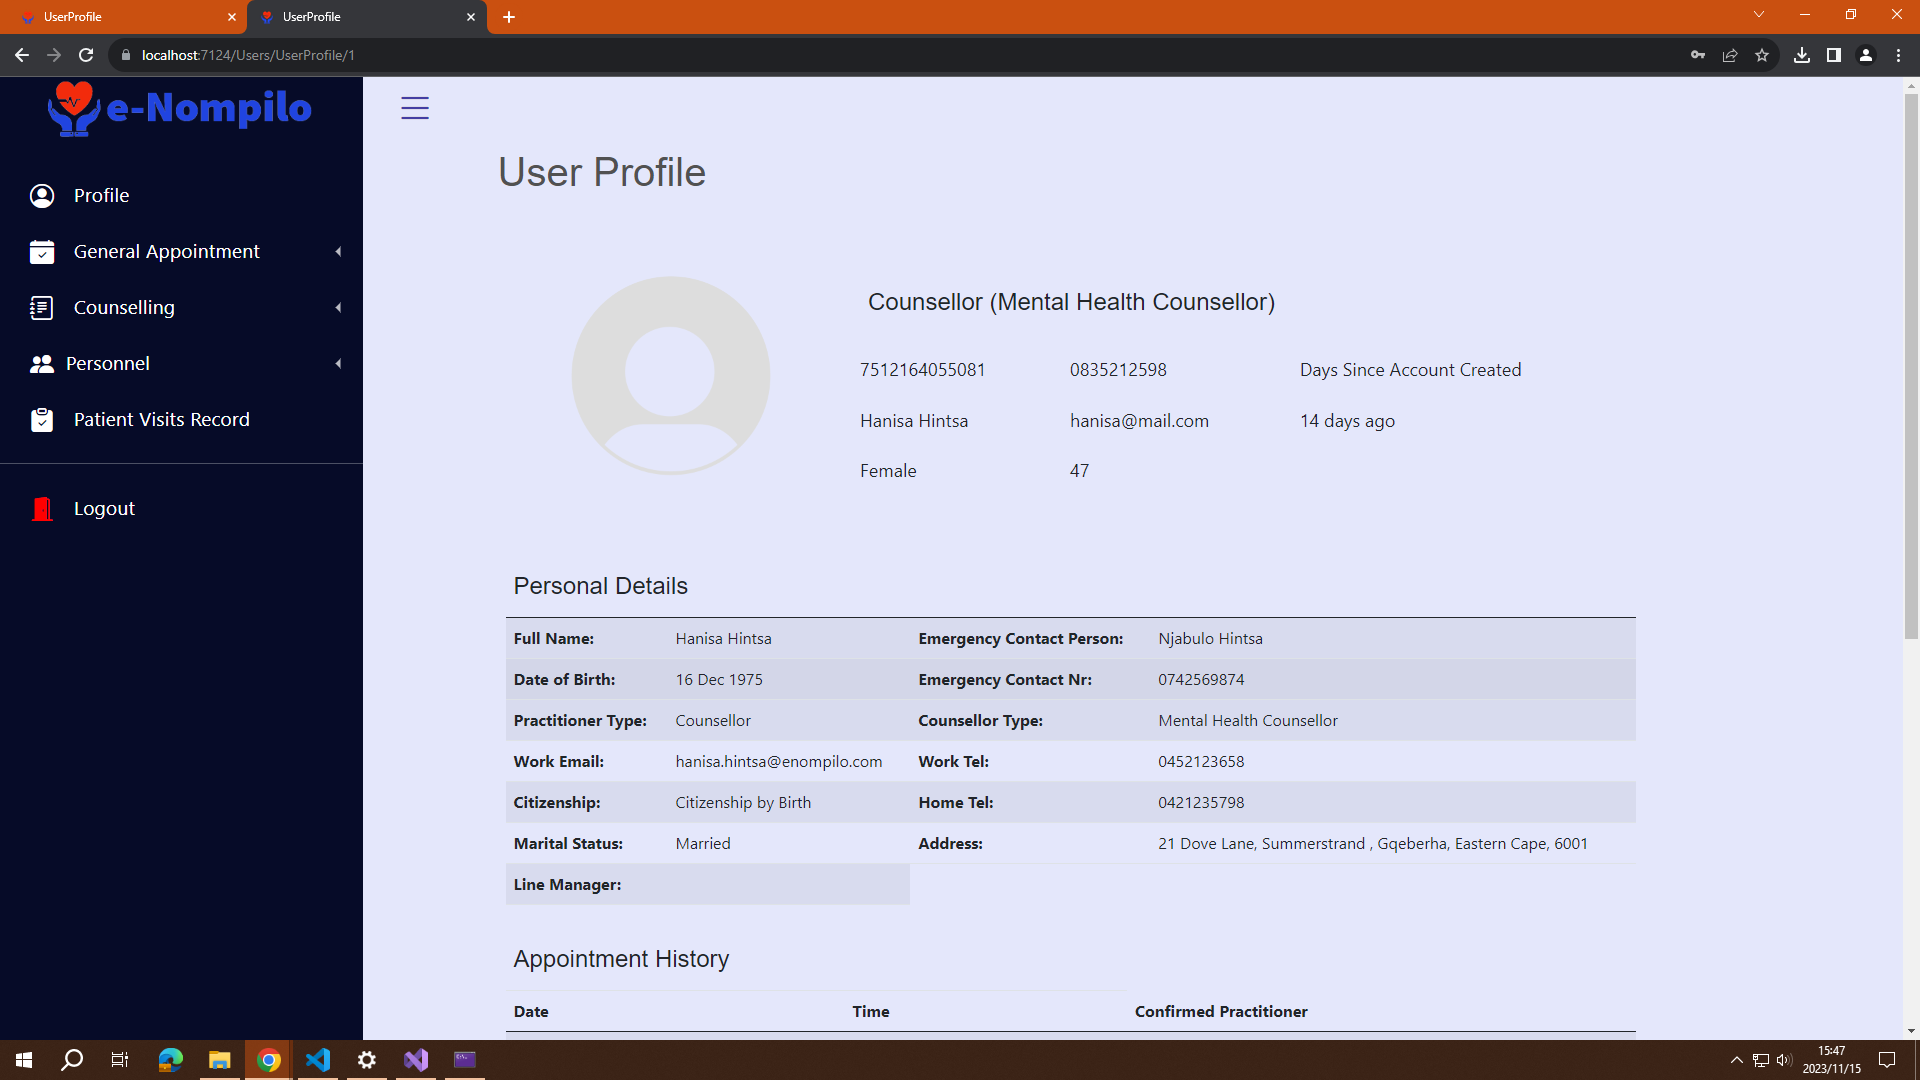 UserProfile
UserProfile
localhost:7124/Users/UserProfile/1
e-Nompilo
Profile
General Appointment
Counselling
Personnel
Patient Visits Record
Logout
User Profile
Counsellor (Mental Health Counsellor)
7512164055081 0835212598 Days Since Account Created
Hanisa Hintsa hanisa@mail.com 14 days ago
Female 47
Personal Details
Full Name: Hanisa Hintsa Emergency Contact Person: Njabulo Hintsa
Date of Birth: 16 Dec 1975 Emergency Contact Nr: 0742569874
Practitioner Type: Counsellor Counsellor Type: Mental Health Counsellor
Work Email: hanisa.hintsa@enompilo.com Work Tel: 0452123658
Citizenship: Citizenship by Birth Home Tel: 0421235798
Marital Status: Married Address: 21 Dove Lane, Summerstrand , Gqeberha, Eastern Cape, 6001
Line Manager:
Appointment History
Date Time Confirmed Practitioner
15:47
2023/11/15